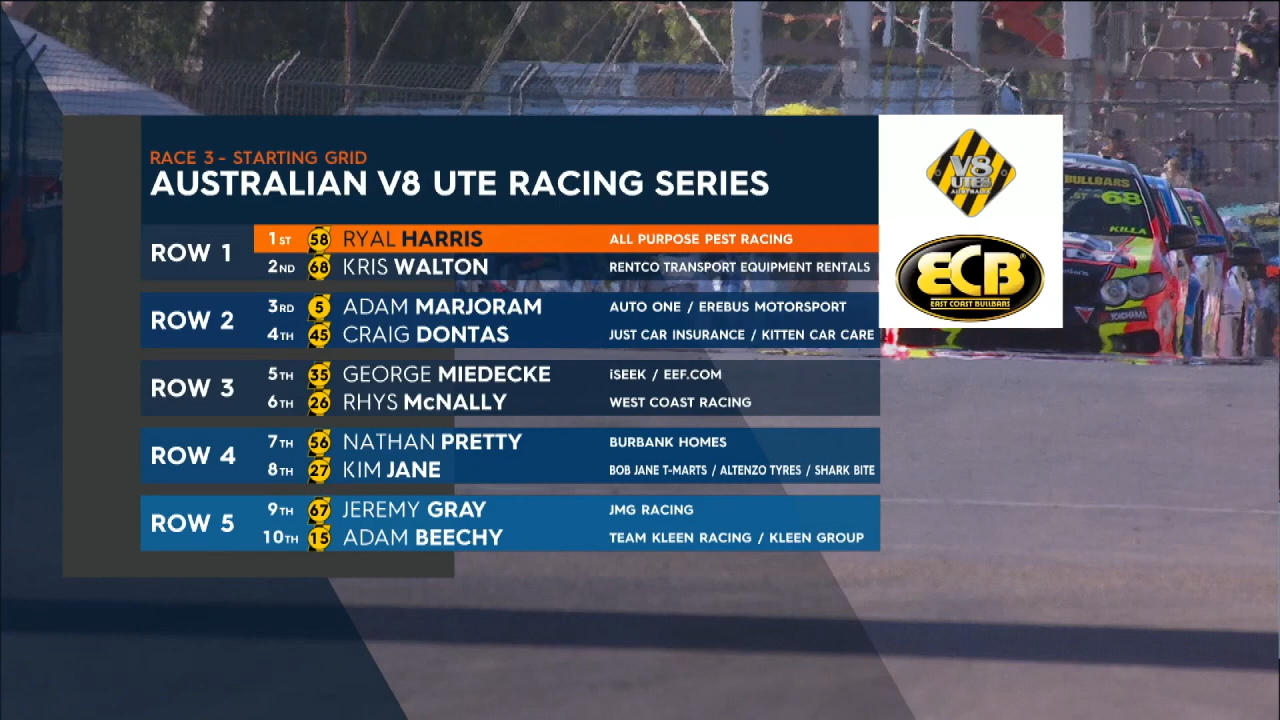 RACE 3 - STARTING GRID
AUSTRALIAN V8 UTE RACING SERIES
ROW 1
1ST 58 RYAL HARRIS ALL PURPOSE PEST RACING
2ND 68 KRIS WALTON RENTCO TRANSPORT EQUIPMENT RENTALS
ROW 2
3RD 5 ADAM MARJORAM AUTO ONE / EREBUS MOTORSPORT
4TH 45 CRAIG DONTAS JUST CAR INSURANCE / KITTEN CAR CARE
ROW 3
5TH 35 GEORGE MIEDECKE iSEEK / EEF.COM
6TH 26 RHYS McNALLY WEST COAST RACING
ROW 4
7TH 56 NATHAN PRETTY BURBANK HOMES
8TH 27 KIM JANE BOB JANE T-MARTS / ALTENZO TYRES / SHARK BITE
ROW 5
9TH 67 JEREMY GRAY JMG RACING
10TH 15 ADAM BEECHY TEAM KLEEN RACING / KLEEN GROUP
V8
UTES
AUSTRALIA
ECB®
EAST COAST BULLBARS
BULLBARS
68
KILLA
YOKOHAMA